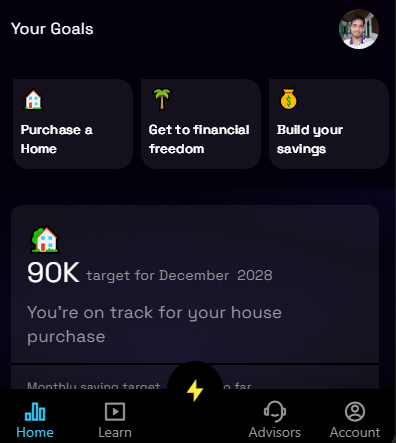 Your Goals
Purchase a
Home
Get to financial
freedom
Build your
savings
90K target for December 2028
You're on track for your house
purchase
Monthly saving target
o far
Home
Learn
Advisors
Account